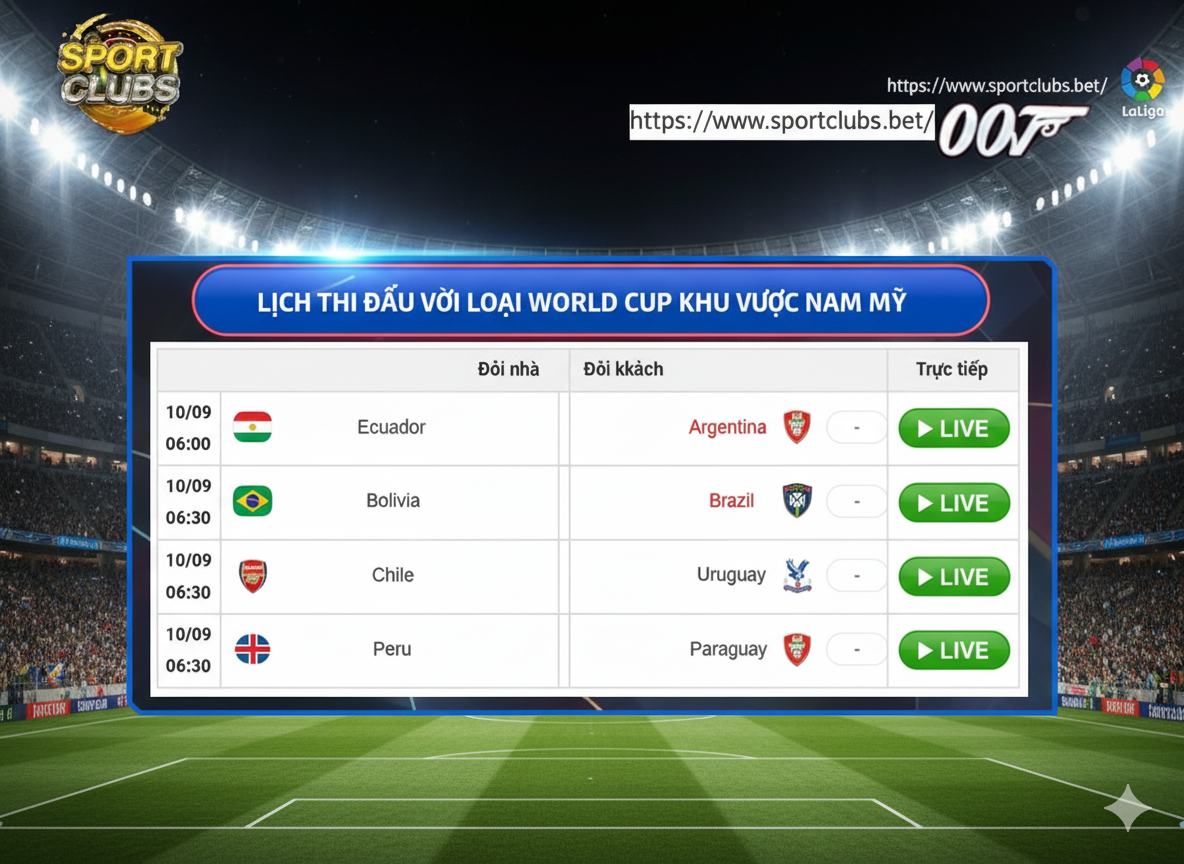 SPORT
CLUBS
https://www.sportclubs.bet/
LaLiga
https://www.sportclubs.bet/
007
LỊCH THI ĐẤU VỜI LOẠI WORLD CUP KHU VƯỢC NAM MỸ
Đỏi nhà Đỏi kkách Trực tiếp
10/09
06:00
Ecuador Argentina - LIVE
10/09
06:30
Bolivia Brazil - LIVE
10/09
06:30
Chile Uruguay - LIVE
10/09
06:30
Peru Paraguay - LIVE